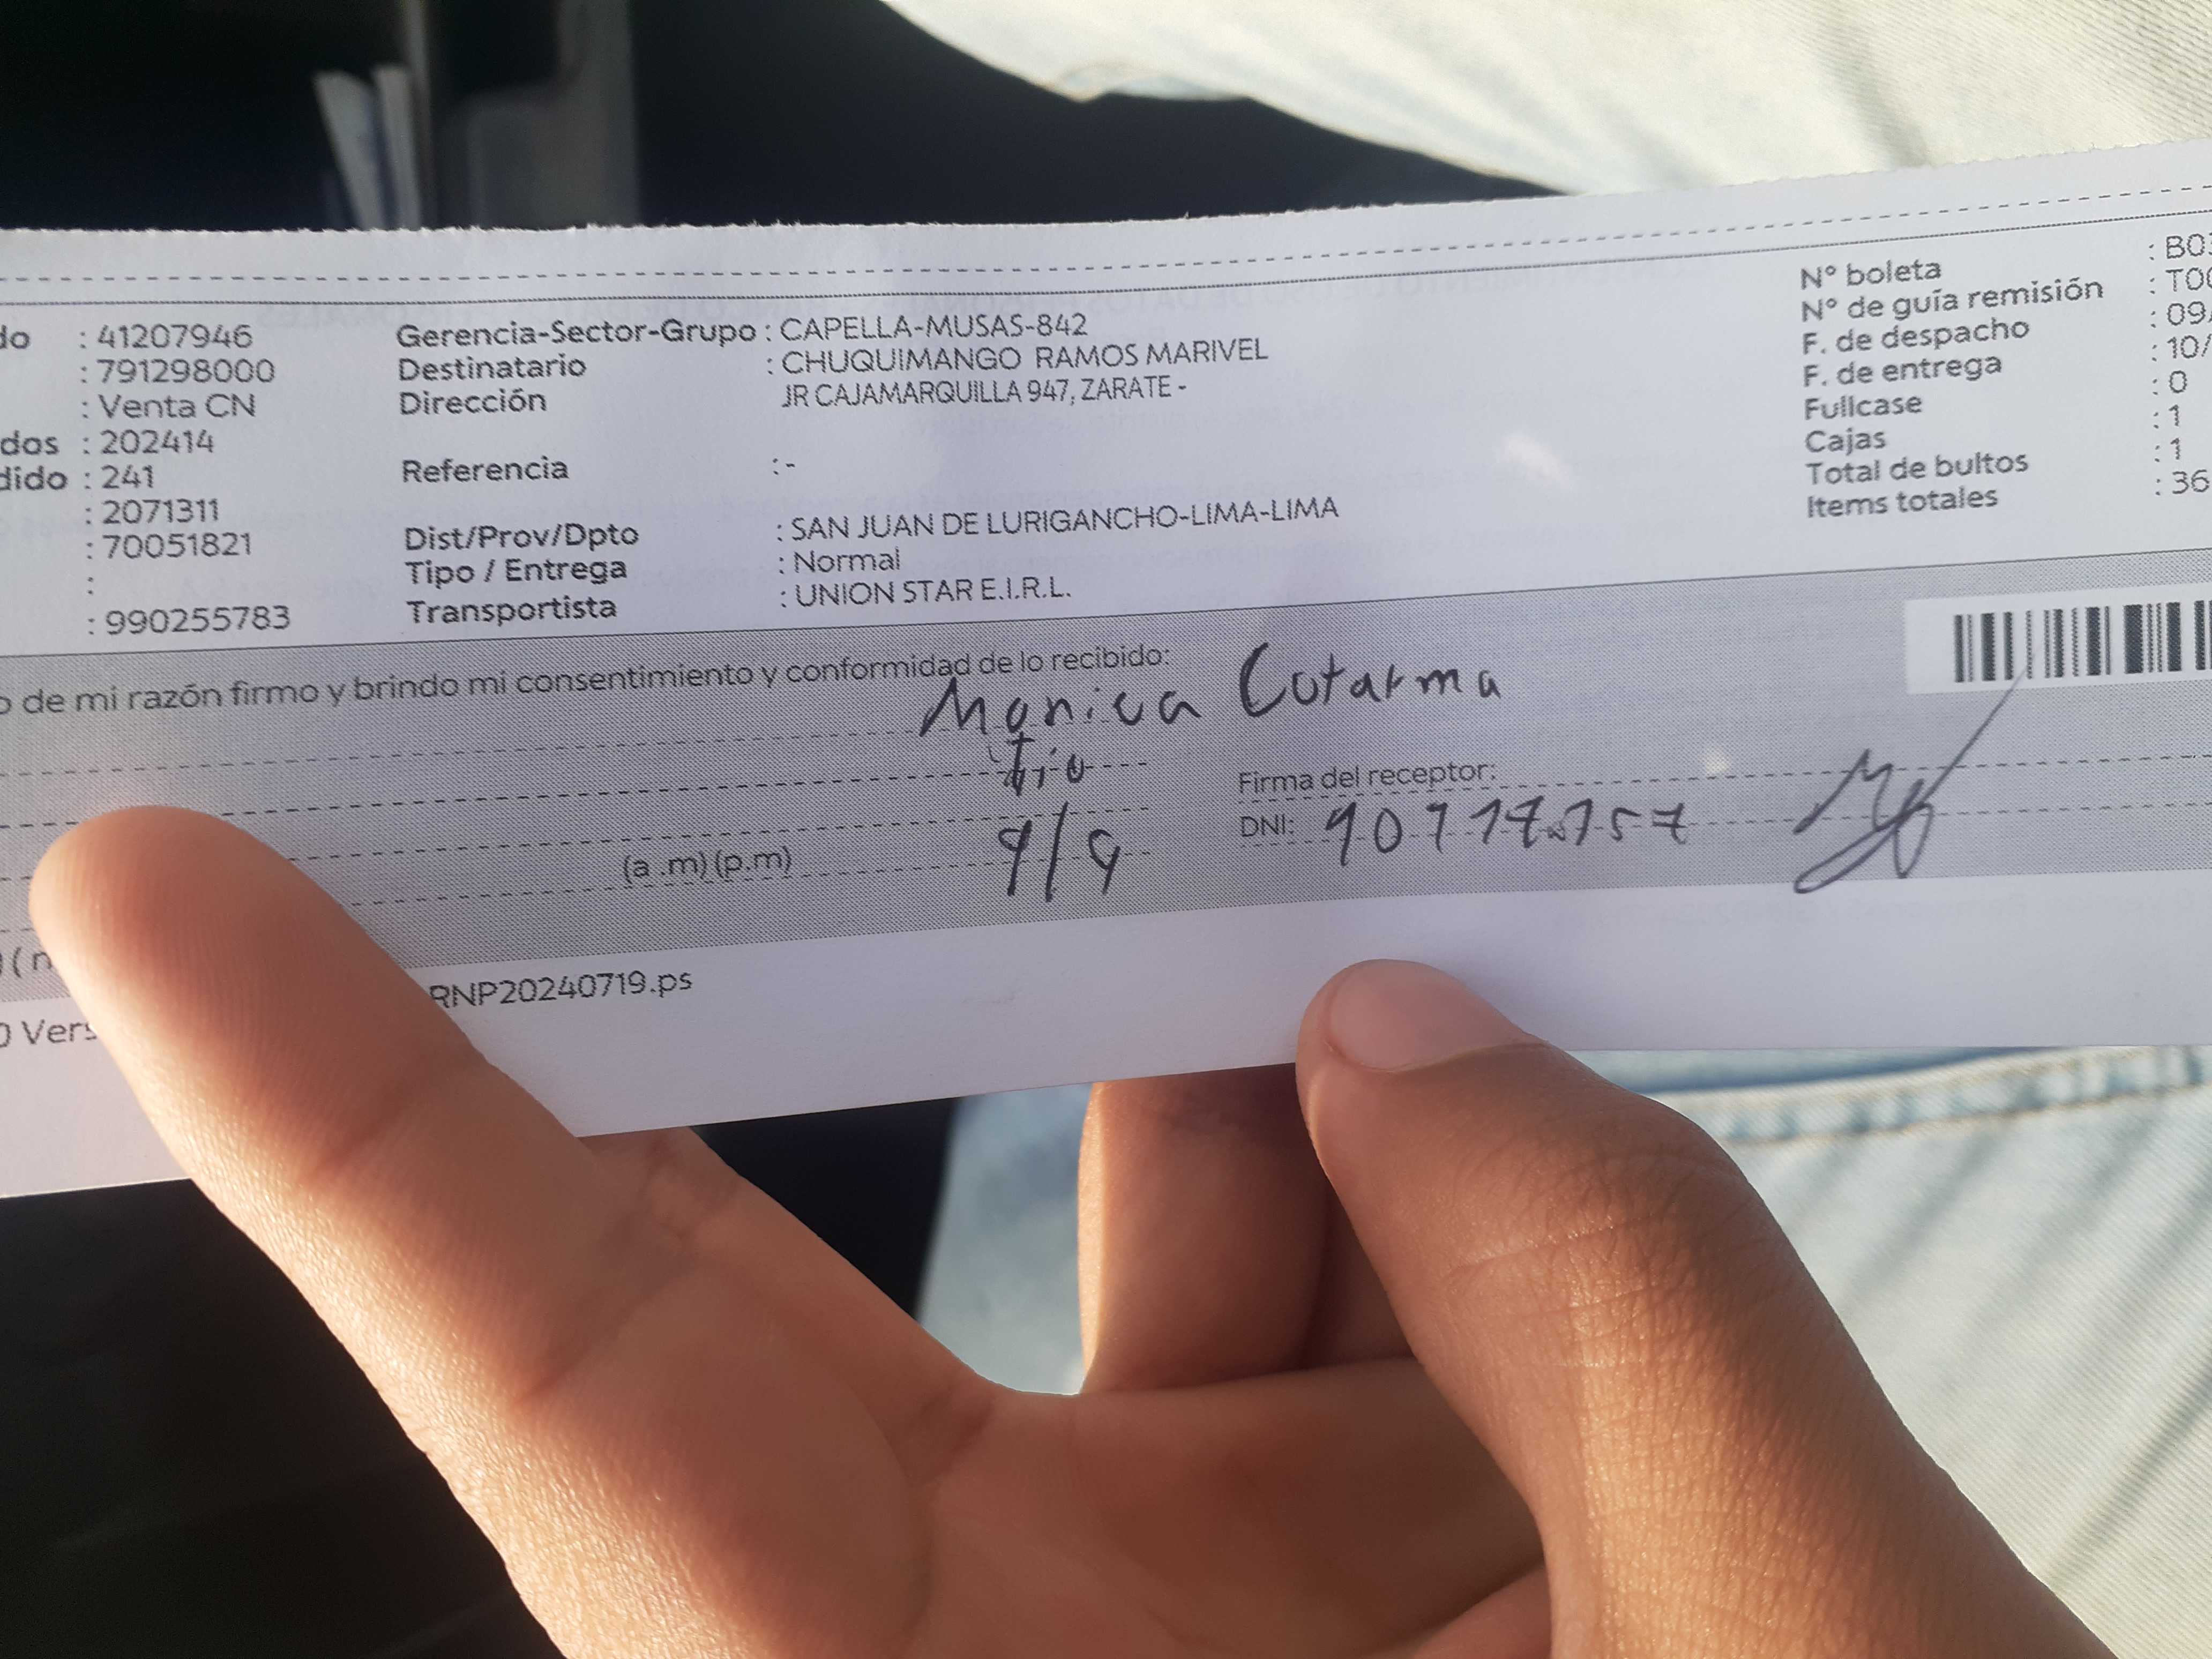 do : 41207946
: 791298000
: Venta CN
dos : 202414
dido : 241
: 2071311
: 70051821
:
: 990255783
Gerencia-Sector-Grupo : CAPELLA-MUSAS-842
Destinatario : CHUQUIMANGO RAMOS MARIVEL
Dirección JR CAJAMARQUILLA 947, ZARATE -
Referencia : -
Dist/Prov/Dpto : SAN JUAN DE LURIGANCHO-LIMA-LIMA
Tipo / Entrega : Normal
Transportista : UNION STAR E.I.R.L.
N° boleta : B03
N° de guía remisión : T00
F. de despacho : 09/
F. de entrega : 10/
Fullcase : 0
Cajas : 1
Total de bultos : 1
Items totales : 36
o de mi razón firmo y brindo mi consentimiento y conformidad de lo recibido:
Monica Cotarma
Firma del receptor:
(a .m) (p.m) 9/9
DNI:
) ( n
RNP20240719.ps
0 Vers